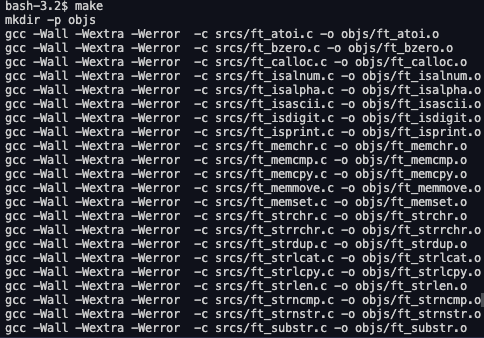 bash-3.2$ make
mkdir -p objs
gcc -Wall -Wextra -Werror  -c srcs/ft_atoi.c -o objs/ft_atoi.o
gcc -Wall -Wextra -Werror  -c srcs/ft_bzero.c -o objs/ft_bzero.o
gcc -Wall -Wextra -Werror  -c srcs/ft_calloc.c -o objs/ft_calloc.o
gcc -Wall -Wextra -Werror  -c srcs/ft_isalnum.c -o objs/ft_isalnum.o
gcc -Wall -Wextra -Werror  -c srcs/ft_isalpha.c -o objs/ft_isalpha.o
gcc -Wall -Wextra -Werror  -c srcs/ft_isascii.c -o objs/ft_isascii.o
gcc -Wall -Wextra -Werror  -c srcs/ft_isdigit.c -o objs/ft_isdigit.o
gcc -Wall -Wextra -Werror  -c srcs/ft_isprint.c -o objs/ft_isprint.o
gcc -Wall -Wextra -Werror  -c srcs/ft_memchr.c -o objs/ft_memchr.o
gcc -Wall -Wextra -Werror  -c srcs/ft_memcmp.c -o objs/ft_memcmp.o
gcc -Wall -Wextra -Werror  -c srcs/ft_memcpy.c -o objs/ft_memcpy.o
gcc -Wall -Wextra -Werror  -c srcs/ft_memmove.c -o objs/ft_memmove.o
gcc -Wall -Wextra -Werror  -c srcs/ft_memset.c -o objs/ft_memset.o
gcc -Wall -Wextra -Werror  -c srcs/ft_strchr.c -o objs/ft_strchr.o
gcc -Wall -Wextra -Werror  -c srcs/ft_strrchr.c -o objs/ft_strrchr.o
gcc -Wall -Wextra -Werror  -c srcs/ft_strdup.c -o objs/ft_strdup.o
gcc -Wall -Wextra -Werror  -c srcs/ft_strlcat.c -o objs/ft_strlcat.o
gcc -Wall -Wextra -Werror  -c srcs/ft_strlcpy.c -o objs/ft_strlcpy.o
gcc -Wall -Wextra -Werror  -c srcs/ft_strlen.c -o objs/ft_strlen.o
gcc -Wall -Wextra -Werror  -c srcs/ft_strncmp.c -o objs/ft_strncmp.o
gcc -Wall -Wextra -Werror  -c srcs/ft_strnstr.c -o objs/ft_strnstr.o
gcc -Wall -Wextra -Werror  -c srcs/ft_substr.c -o objs/ft_substr.o